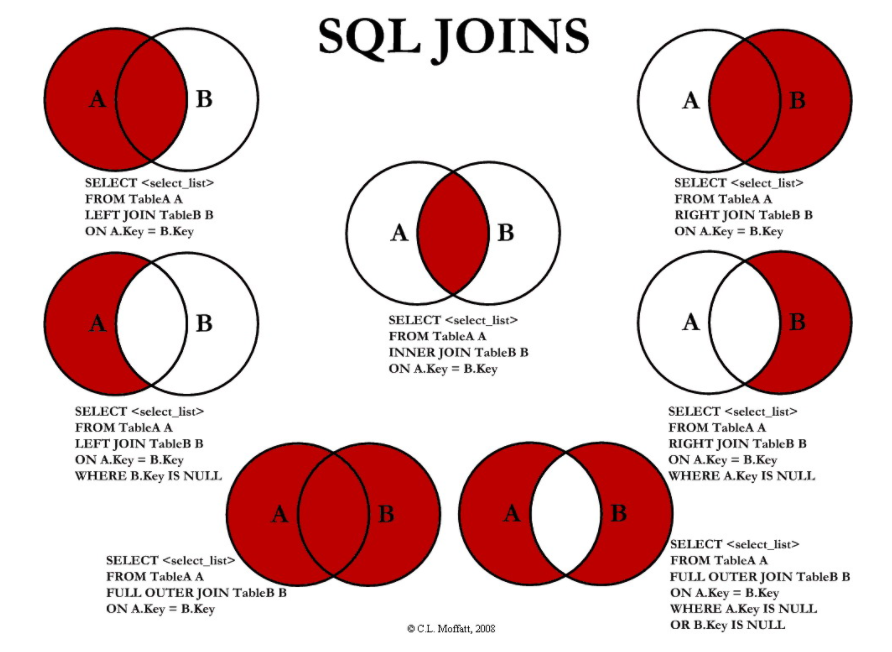 SQL JOINS
A B
SELECT <select_list>
FROM TableA A
LEFT JOIN TableB B
ON A.Key = B.Key
A B
SELECT <select_list>
FROM TableA A
RIGHT JOIN TableB B
ON A.Key = B.Key
A B
SELECT <select_list>
FROM TableA A
INNER JOIN TableB B
ON A.Key = B.Key
A B
SELECT <select_list>
FROM TableA A
LEFT JOIN TableB B
ON A.Key = B.Key
WHERE B.Key IS NULL
A B
SELECT <select_list>
FROM TableA A
RIGHT JOIN TableB B
ON A.Key = B.Key
WHERE A.Key IS NULL
A B
SELECT <select_list>
FROM TableA A
FULL OUTER JOIN TableB B
ON A.Key = B.Key
A B
SELECT <select_list>
FROM TableA A
FULL OUTER JOIN TableB B
ON A.Key = B.Key
WHERE A.Key IS NULL
OR B.Key IS NULL
© C.L. Moffatt, 2008